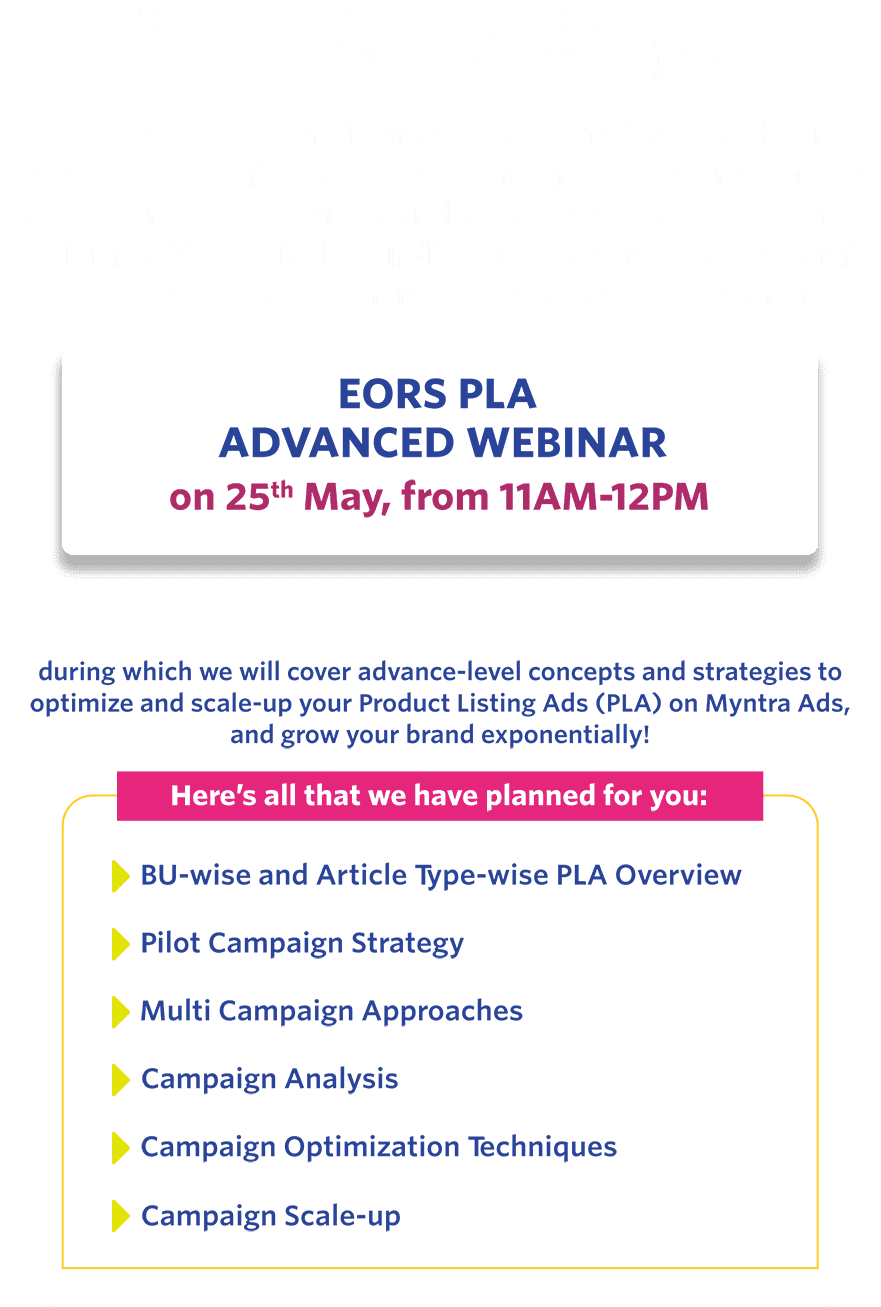 EORS PLA
ADVANCED WEBINAR
on 25th May, from 11AM-12PM
during which we will cover advance-level concepts and strategies to
optimize and scale-up your Product Listing Ads (PLA) on Myntra Ads,
and grow your brand exponentially!
Here's all that we have planned for you:
BU-wise and Article Type-wise PLA Overview
Pilot Campaign Strategy
Multi Campaign Approaches
Campaign Analysis
Campaign Optimization Techniques
Campaign Scale-up